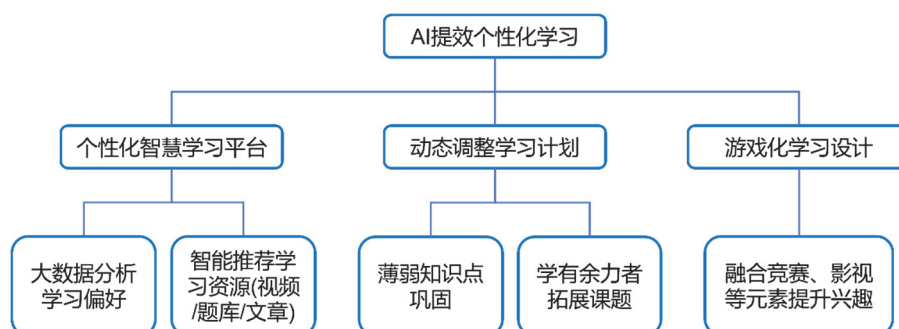 AI提效个性化学习
个性化智慧学习平台
动态调整学习计划
游戏化学习设计
大数据分析
学习偏好
智能推荐学
习资源(视频
/题库/文章)
薄弱知识点
巩固
学有余力者
拓展课题
融合竞赛、影视
等元素提升兴趣